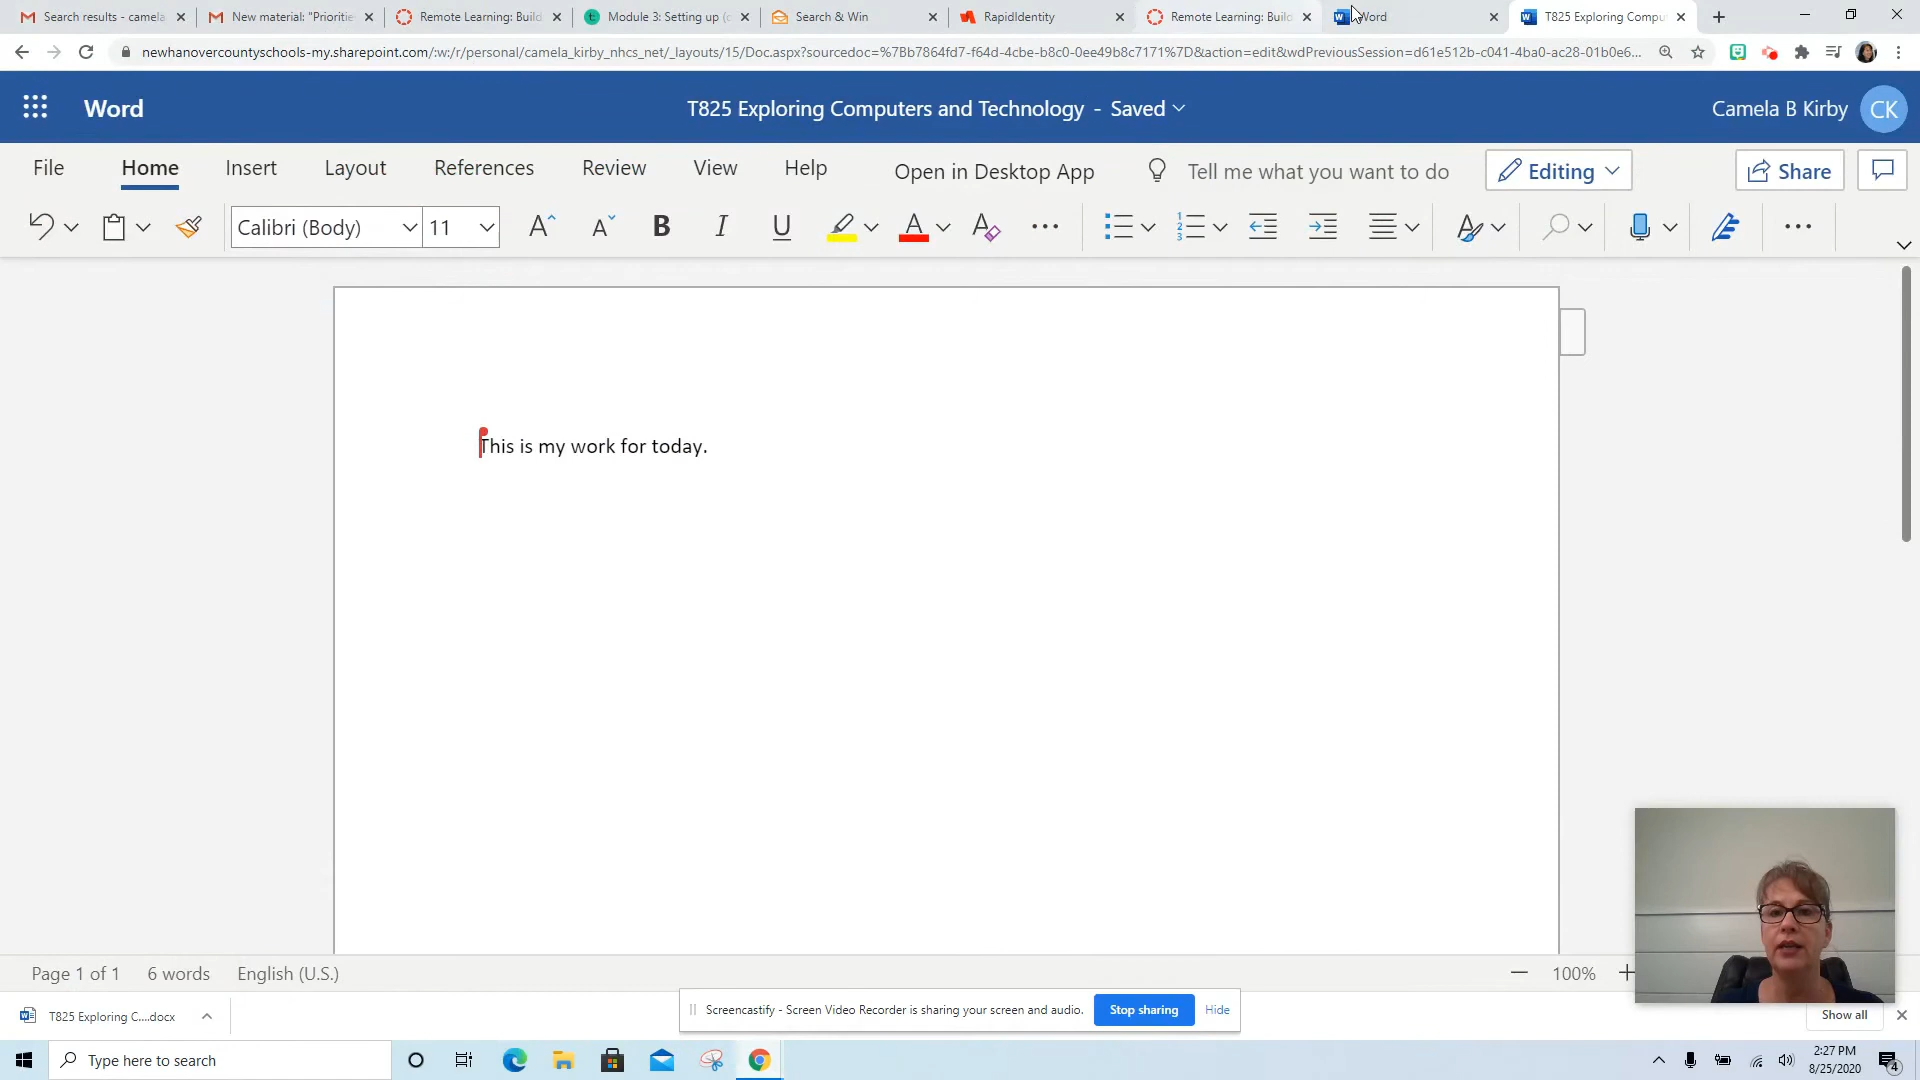 Search results - camela
New material: "Prioritie
Remote Learning: Build
Module 3: Setting up (c
Search & Win
RapidIdentity
Remote Learning: Build
Word
T825 Exploring Compu
newhanovercountyschools-my.sharepoint.com/:w:/r/personal/camela_kirby_nhcs_net/_layouts/15/Doc.aspx?sourcedoc=%7Bb7864fd7-f64d-4cbe-b8c0-0ee49b8c7171%7D&action=edit&wdPreviousSession=d61e512b-c041-4ba0-ac28-01b0e6...
Word
T825 Exploring Computers and Technology - Saved
Camela B Kirby CK
File Home Insert Layout References Review View Help Open in Desktop App Tell me what you want to do Editing Share
Calibri (Body) 11
This is my work for today.
Page 1 of 1 6 words English (U.S.) 100%
Screencastify - Screen Video Recorder is sharing your screen and audio. Stop sharing Hide
T825 Exploring C....docx
Show all
Type here to search
2:27 PM
8/25/2020
4